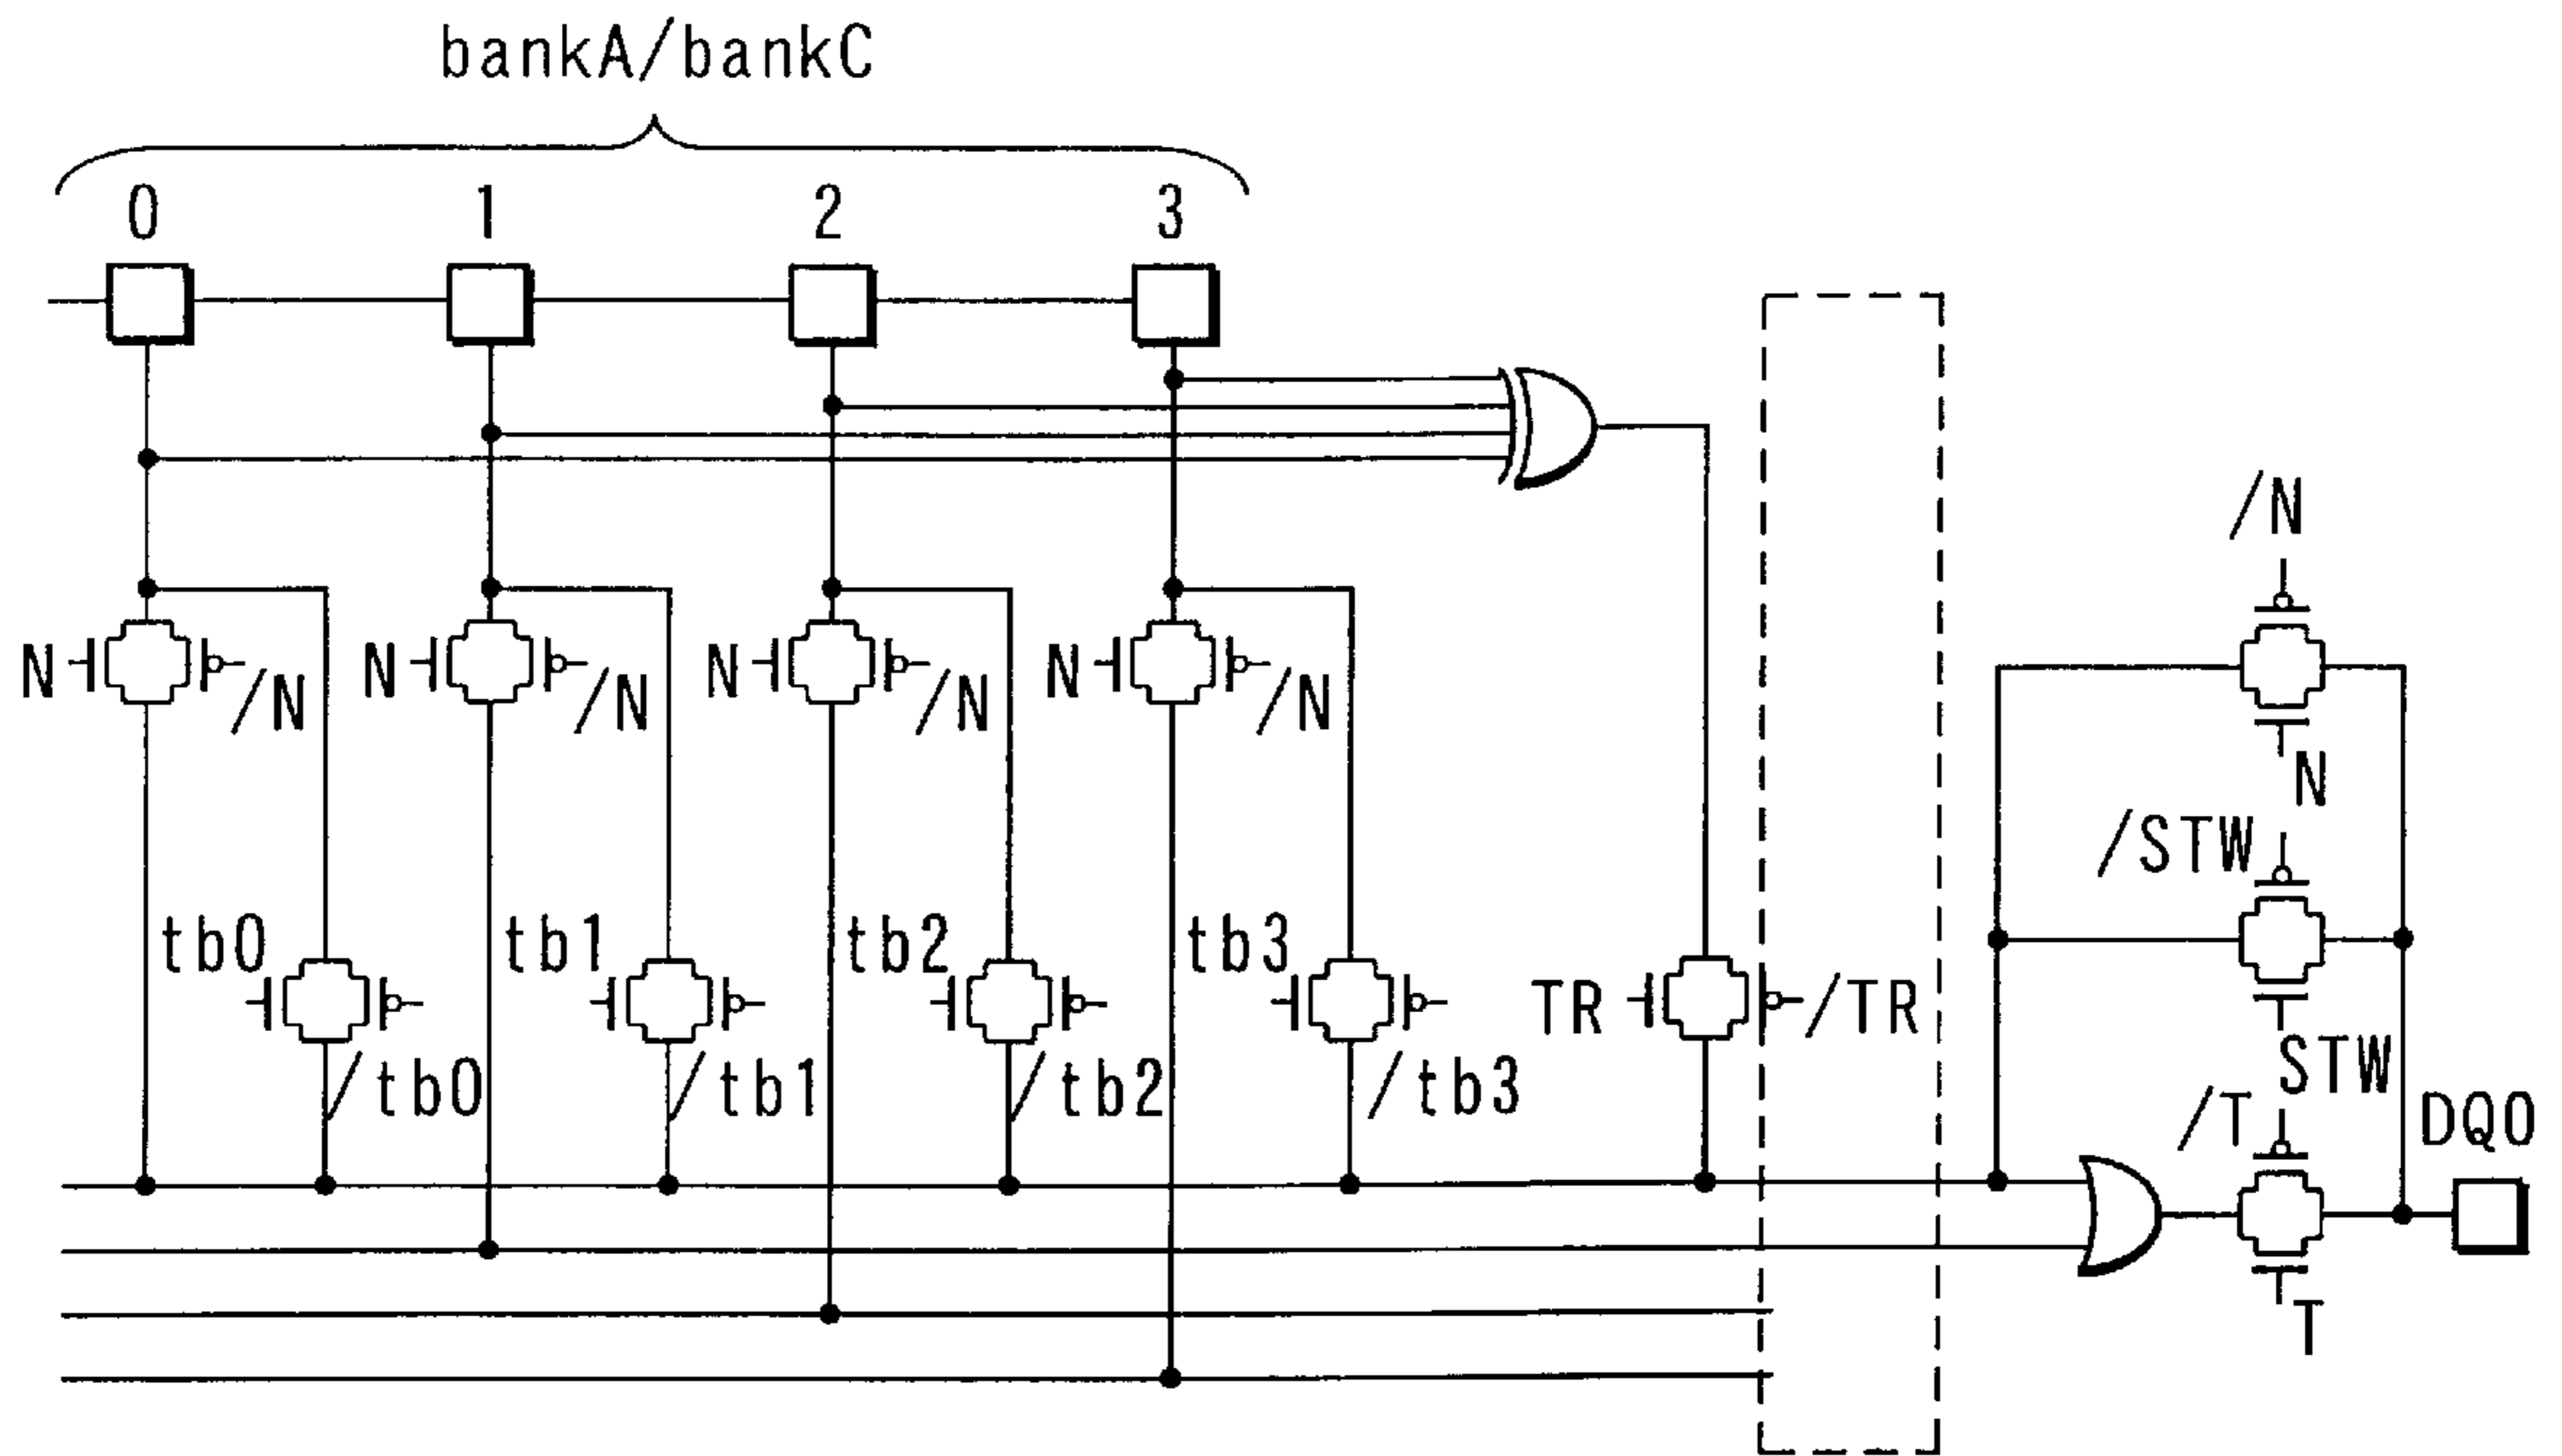 bankA/bankC
0 1 2 3
/N
N /N N /N N /N N /N
N
/STW
tb0 tb1 tb2 tb3
TR /TR
STW
/tb0 /tb1 /tb2 /tb3
/T DQ0
T